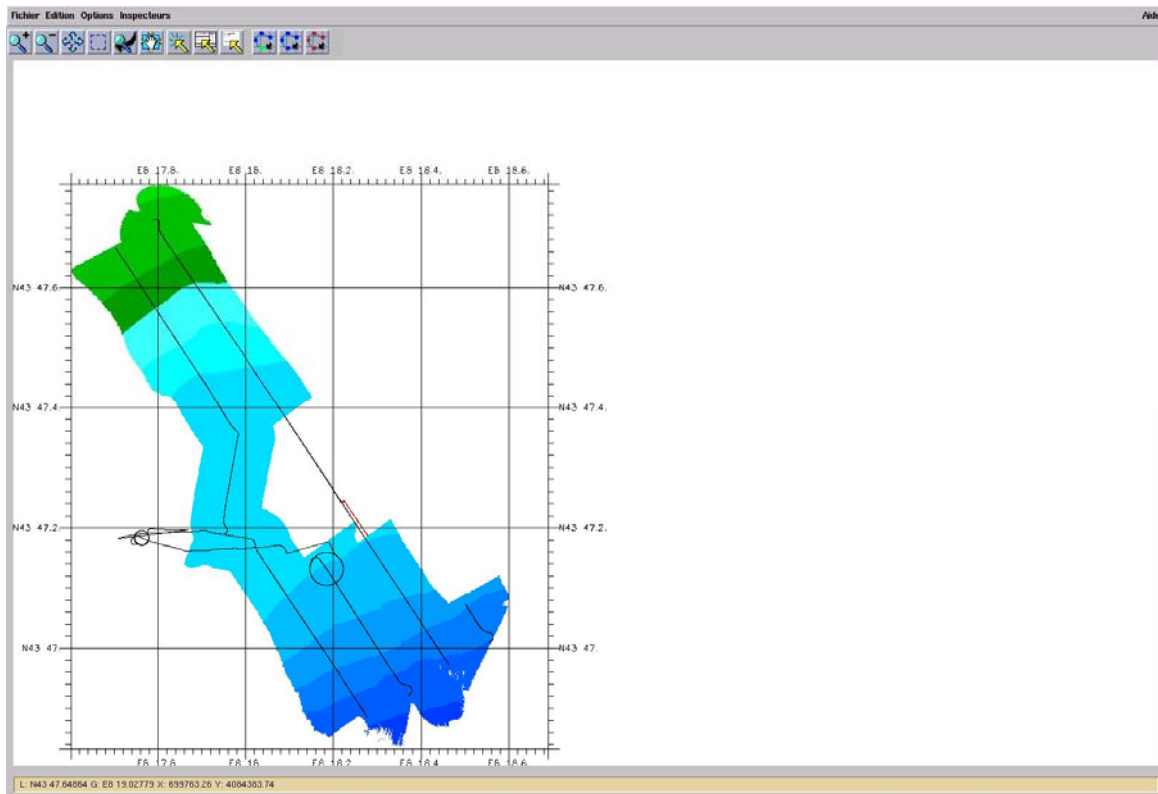 Fichier Edition Options Inspecteurs Aide
E8 17.8. E8 18. E8 18.2. E8 18.4. E8 18.6.
N43 47.6 N43 47.6.
N43 47.4 N43 47.4.
N43 47.2 N43 47.2.
N43 47. N43 47.
E8 17.8. E8 18. E8 18.2. E8 18.4. E8 18.6.
L: N43 47.84864 G: E8 19.02779 X: 699763.26 Y: 4084383.74